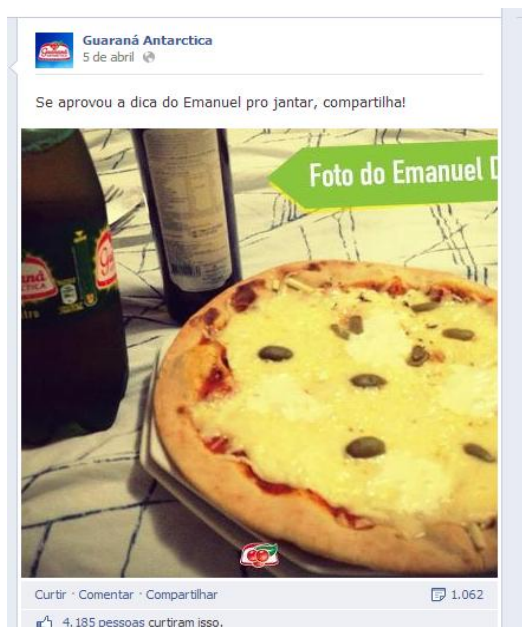 Guaraná Antarctica
5 de abril
Se aprovou a dica do Emanuel pro jantar, compartilha!
Foto do Emanuel D
Guaraná
Curtir · Comentar · Compartilhar
1.062
4.185 pessoas curtiram isso.